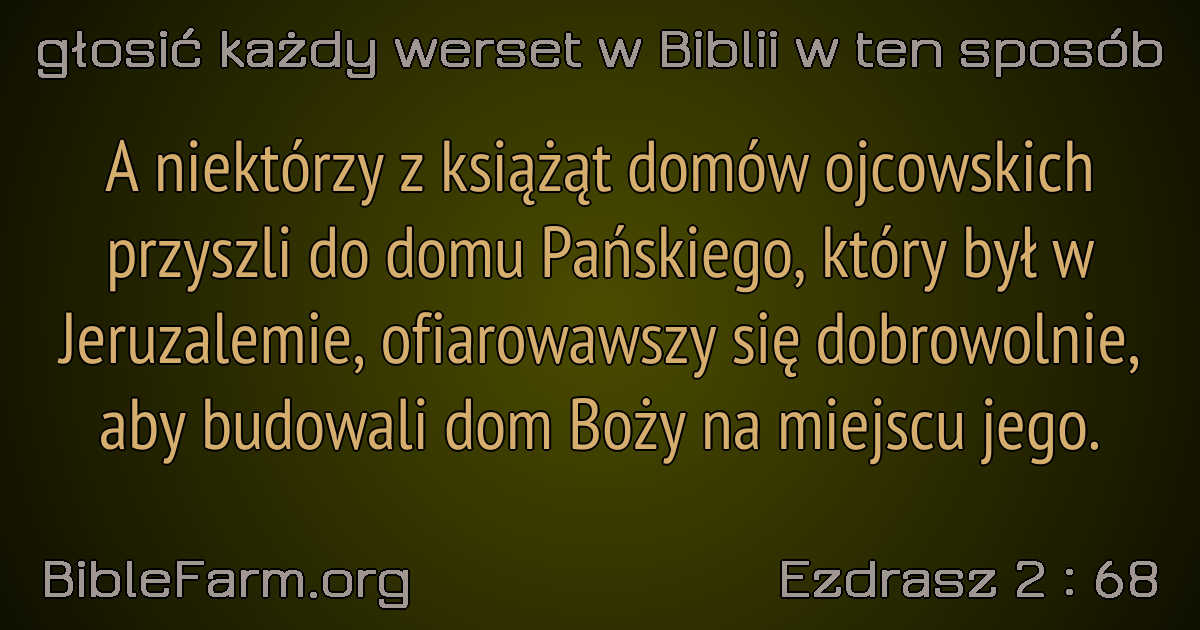 głosić każdy werset w Biblii w ten sposób
A niektórzy z książąt domów ojcowskich
przyszli do domu Pańskiego, który był w
Jeruzalemie, ofiarowawszy się dobrowolnie,
aby budowali dom Boży na miejscu jego.
BibleFarm.org
Ezdrasz 2 : 68